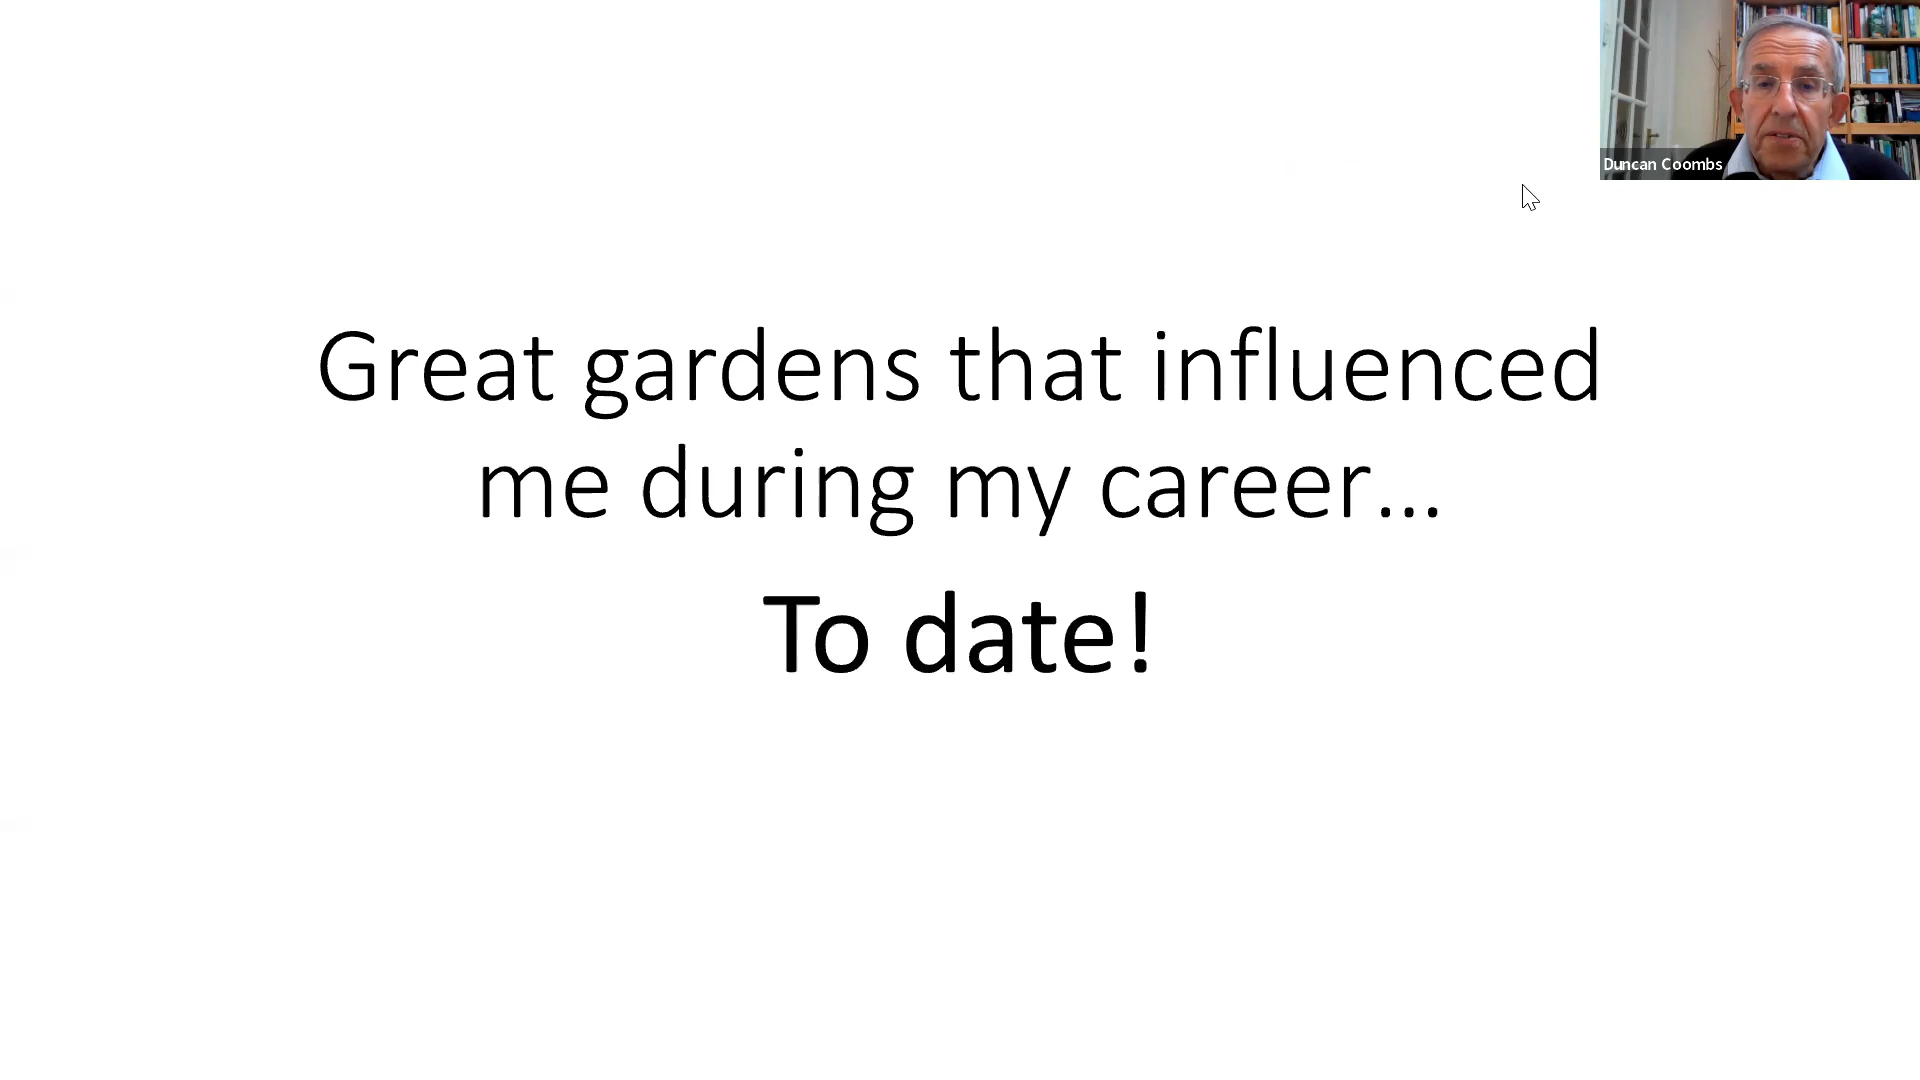 Duncan Coombs
Great gardens that influenced
me during my career...
To date!